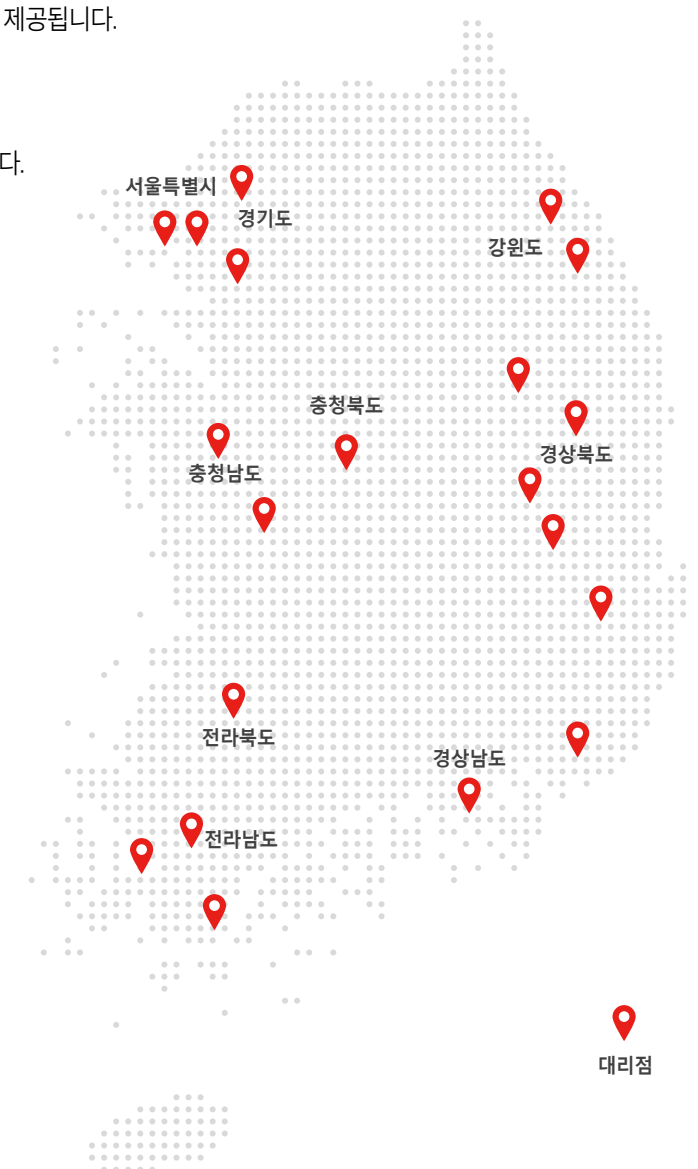 제공됩니다.
다.
서울특별시
경기도
강원도
충청북도
경상북도
충청남도
전라북도
경상남도
전라남도
대리점